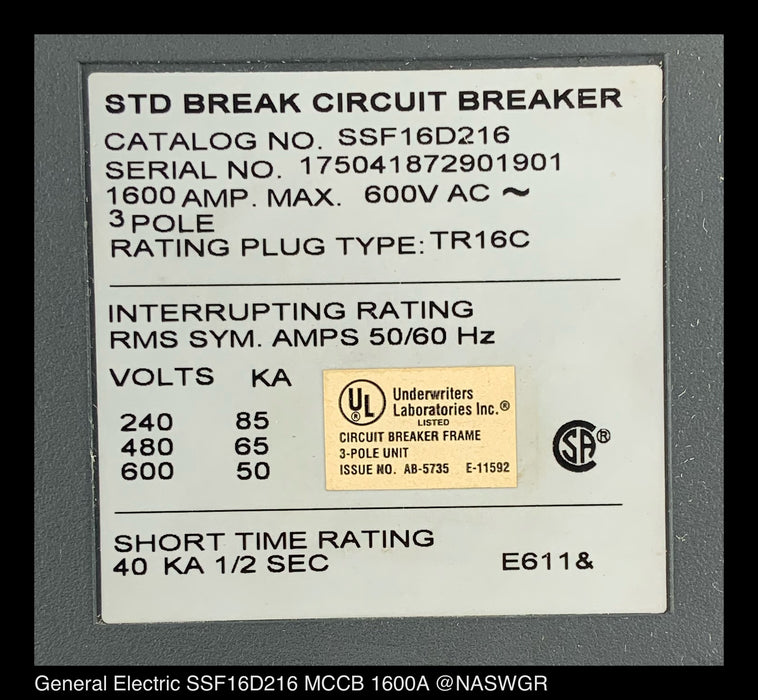 STD BREAK CIRCUIT BREAKER
CATALOG NO. SSF16D216
SERIAL NO. 175041872901901
1600 AMP. MAX. 600V AC ~
3 POLE
RATING PLUG TYPE: TR16C
INTERRUPTING RATING
RMS SYM. AMPS 50/60 Hz
VOLTS KA
240 85
480 65
600 50
UL ®
Underwriters
Laboratories Inc.®
LISTED
CIRCUIT BREAKER FRAME
3-POLE UNIT
ISSUE NO. AB-5735 E-11592
SA ®
SHORT TIME RATING
40 KA 1/2 SEC E611&
General Electric SSF16D216 MCCB 1600A @NASWGR